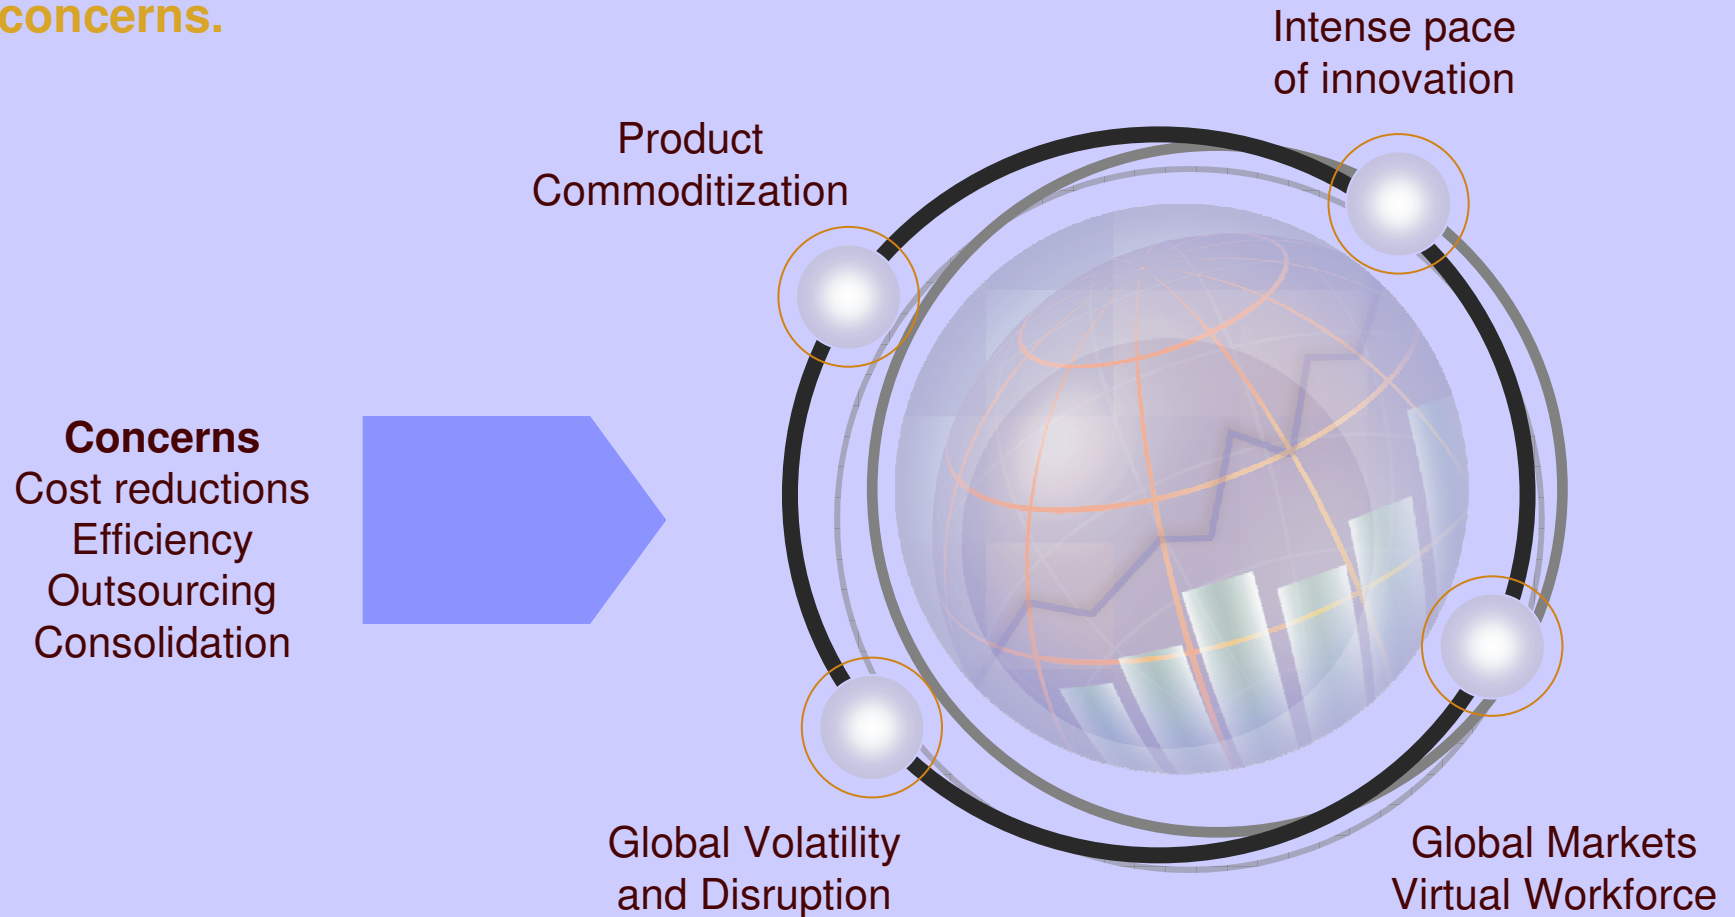 concerns.
Intense pace
of innovation
Product
Commoditization
Concerns
Cost reductions
Efficiency
Outsourcing
Consolidation
Global Volatility
and Disruption
Global Markets
Virtual Workforce